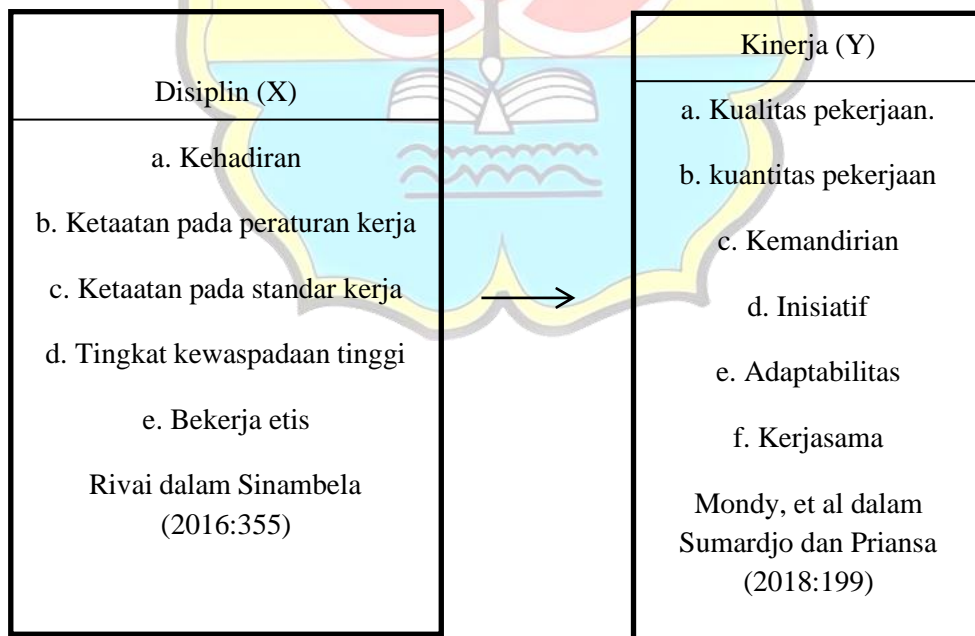 Disiplin (X)
a. Kehadiran
b. Ketaatan pada peraturan kerja
c. Ketaatan pada standar kerja
d. Tingkat kewaspadaan tinggi
e. Bekerja etis
Rivai dalam Sinambela
(2016:355)
Kinerja (Y)
a. Kualitas pekerjaan.
b. kuantitas pekerjaan
c. Kemandirian
d. Inisiatif
e. Adaptabilitas
f. Kerjasama
Mondy, et al dalam
Sumardjo dan Priansa
(2018:199)